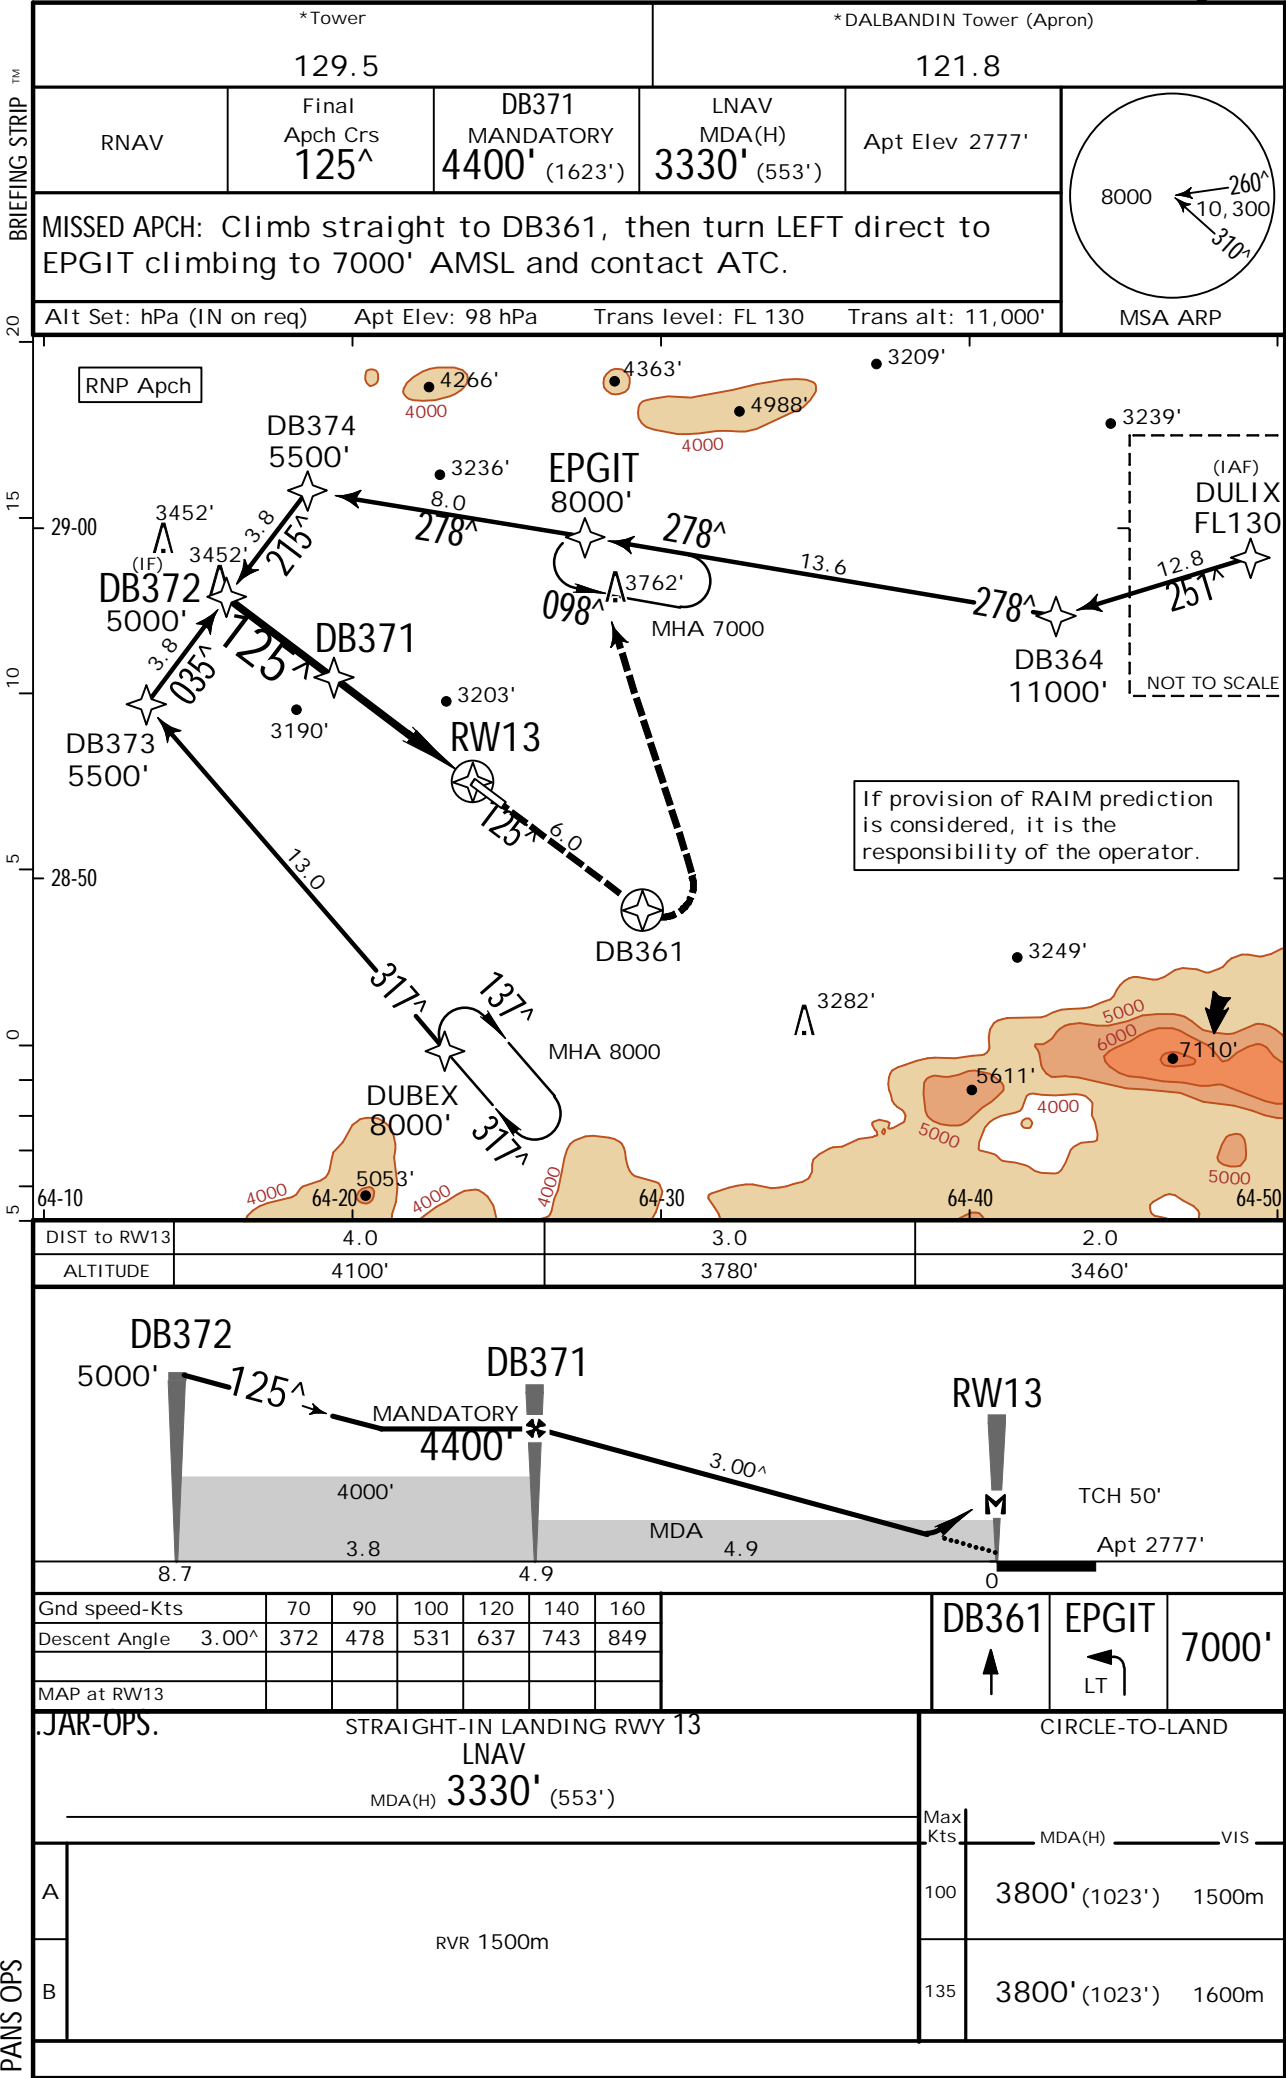 *Tower
129.5
*DALBANDIN Tower (Apron)
121.8
BRIEFING STRIP ™
RNAV
Final
Apch Crs
125^
DB371
MANDATORY
4400' (1623')
LNAV
MDA(H)
3330' (553')
Apt Elev 2777'
8000
260^
10,300
310^
MSA ARP
MISSED APCH: Climb straight to DB361, then turn LEFT direct to
EPGIT climbing to 7000' AMSL and contact ATC.
Alt Set: hPa (IN on req) Apt Elev: 98 hPa Trans level: FL 130 Trans alt: 11,000'
20
15
10
5
0
5
RNP Apch
4266'
4000
4363'
4988'
4000
3209'
3239'
DB374
5500'
3236'
EPGIT
8000'
(IAF)
DULIX
FL130
29-00
3452'
3452'
3.8
215^
8.0
278^
278^
13.6
278^
12.8
251^
(IF)
DB372
5000'
3762'
098^
MHA 7000
DB364
11000'
NOT TO SCALE
3.8
035^
125^
DB371
3190'
3203'
DB373
5500'
RW13
125^
6.0
If provision of RAIM prediction
is considered, it is the
responsibility of the operator.
28-50
13.0
DB361
3249'
317^
137^
MHA 8000
3282'
5000
6000
7110'
5611'
4000
5000
5000
DUBEX
8000'
317^
5053'
4000
4000
4000
64-10
64-20
64-30
64-40
64-50
DIST to RW13 4.0 3.0 2.0
ALTITUDE 4100' 3780' 3460'
DB372
5000'
125^
DB371
MANDATORY
4400'
RW13
3.00^
4000'
MDA
TCH 50'
Apt 2777'
3.8
4.9
8.7
4.9
0
Gnd speed-Kts 70 90 100 120 140 160
Descent Angle 3.00^ 372 478 531 637 743 849
MAP at RW13
DB361
EPGIT
LT
7000'
.JAR-OPS.
STRAIGHT-IN LANDING RWY 13
LNAV
MDA(H) 3330' (553')
CIRCLE-TO-LAND
Max
Kts
MDA(H)
VIS
A
RVR 1500m
100
3800' (1023')
1500m
B
135
3800' (1023')
1600m
PANS OPS